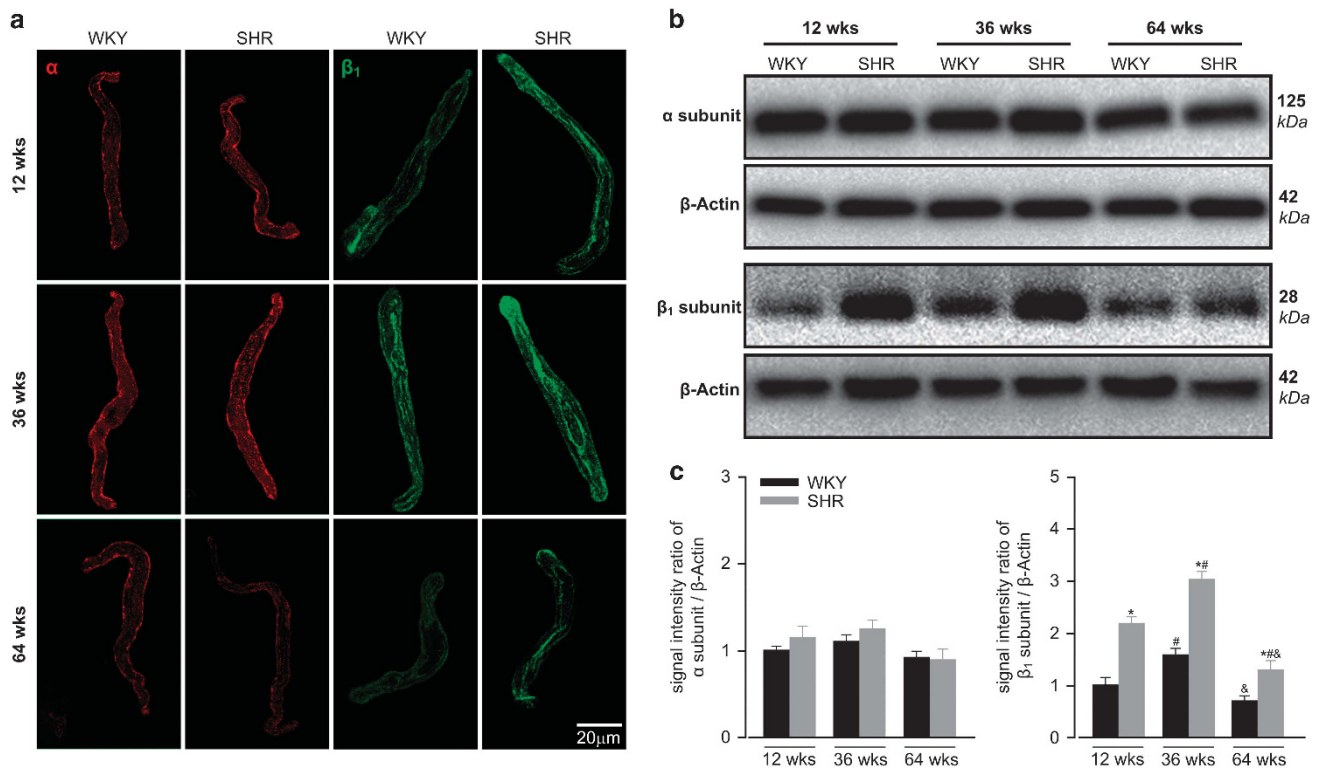 a
WKY SHR WKY SHR
α β₁
12 wks
36 wks
64 wks
20μm
b
12 wks 36 wks 64 wks
WKY SHR WKY SHR WKY SHR
α subunit 125 kDa
β-Actin 42 kDa
β₁ subunit 28 kDa
β-Actin 42 kDa
c
signal intensity ratio of
α subunit / β-Actin
3
2
1
0
WKY
SHR
12 wks 36 wks 64 wks
signal intensity ratio of
β₁ subunit / β-Actin
5
4
3
2
1
0
* # *# & *#&
12 wks 36 wks 64 wks